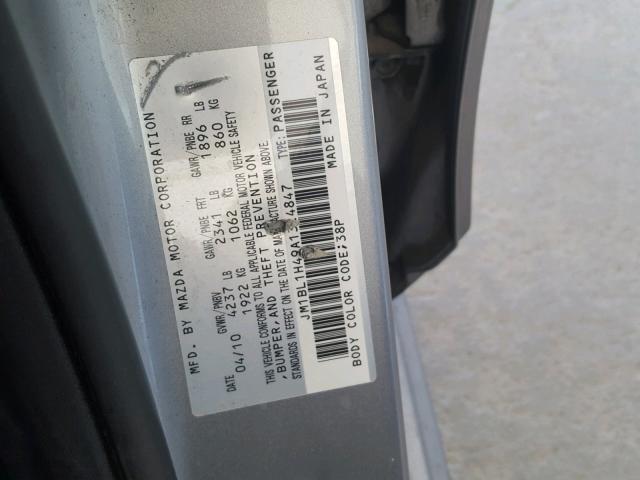 MFD. BY MAZDA MOTOR CORPORATION
DATE GVWR/PNBV GAWR/PNBE FRT GAWR/PNBE RR
04/10 4237 LB 2341 LB 1896 LB
1922 KG 1062 KG 860 KG
THIS VEHICLE CONFORMS TO ALL APPLICABLE FEDERAL MOTOR VEHICLE SAFETY
, BUMPER, AND THEFT PREVENTION
STANDARDS IN EFFECT ON THE DATE OF MANUFACTURE SHOWN ABOVE.
TYPE: PASSENGER
MADE IN JAPAN
BODY COLOR CODE; 38P